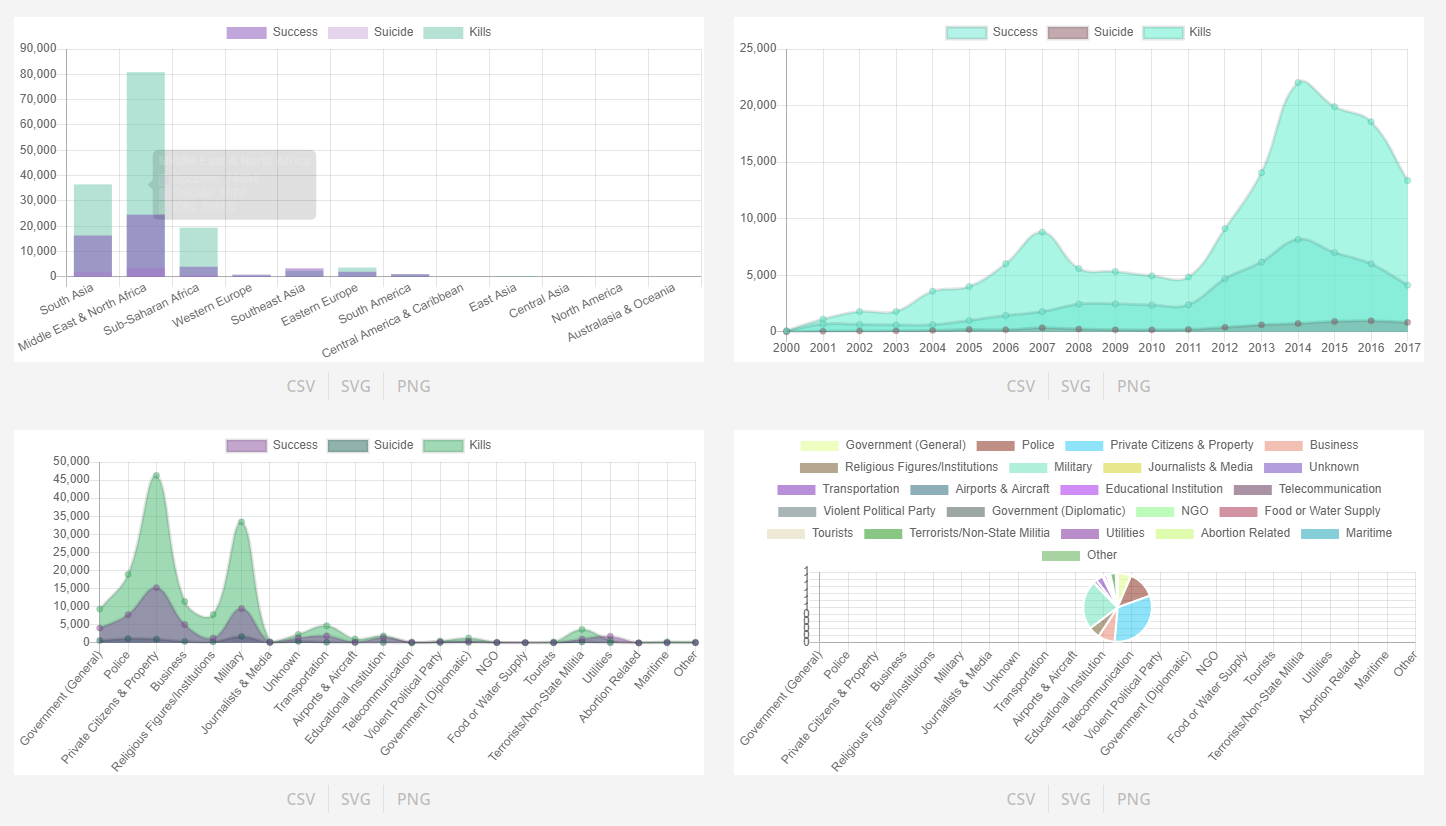 Success Suicide Kills
90,000
80,000
70,000
60,000
50,000
40,000
30,000
20,000
10,000
0
South Asia
Middle East & North Africa
Sub-Saharan Africa
Western Europe
Southeast Asia
Eastern Europe
South America
Central America & Caribbean
East Asia
Central Asia
North America
Australasia & Oceania
Middle East & North Africa
CSV SVG PNG
Success Suicide Kills
25,000
20,000
15,000
10,000
5,000
0
2000 2001 2002 2003 2004 2005 2006 2007 2008 2009 2010 2011 2012 2013 2014 2015 2016 2017
CSV SVG PNG
Success Suicide Kills
50,000
45,000
40,000
35,000
30,000
25,000
20,000
15,000
10,000
5,000
0
Government (General)
Police
Private Citizens & Property
Business
Religious Figures/Institutions
Military
Journalists & Media
Unknown
Transportation
Airports & Aircraft
Educational Institution
Telecommunication
Violent Political Party
Government (Diplomatic)
NGO
Food or Water Supply
Tourists
Terrorists/Non-State Militia
Utilities
Abortion Related
Maritime
Other
CSV SVG PNG
Government (General) Police Private Citizens & Property Business
Religious Figures/Institutions Military Journalists & Media Unknown
Transportation Airports & Aircraft Educational Institution Telecommunication
Violent Political Party Government (Diplomatic) NGO Food or Water Supply
Tourists Terrorists/Non-State Militia Utilities Abortion Related Maritime
Other
Government (General)
Police
Private Citizens & Property
Business
Religious Figures/Institutions
Military
Journalists & Media
Unknown
Transportation
Airports & Aircraft
Educational Institution
Telecommunication
Violent Political Party
Government (Diplomatic)
NGO
Food or Water Supply
Tourists
Terrorists/Non-State Militia
Utilities
Abortion Related
Maritime
Other
CSV SVG PNG